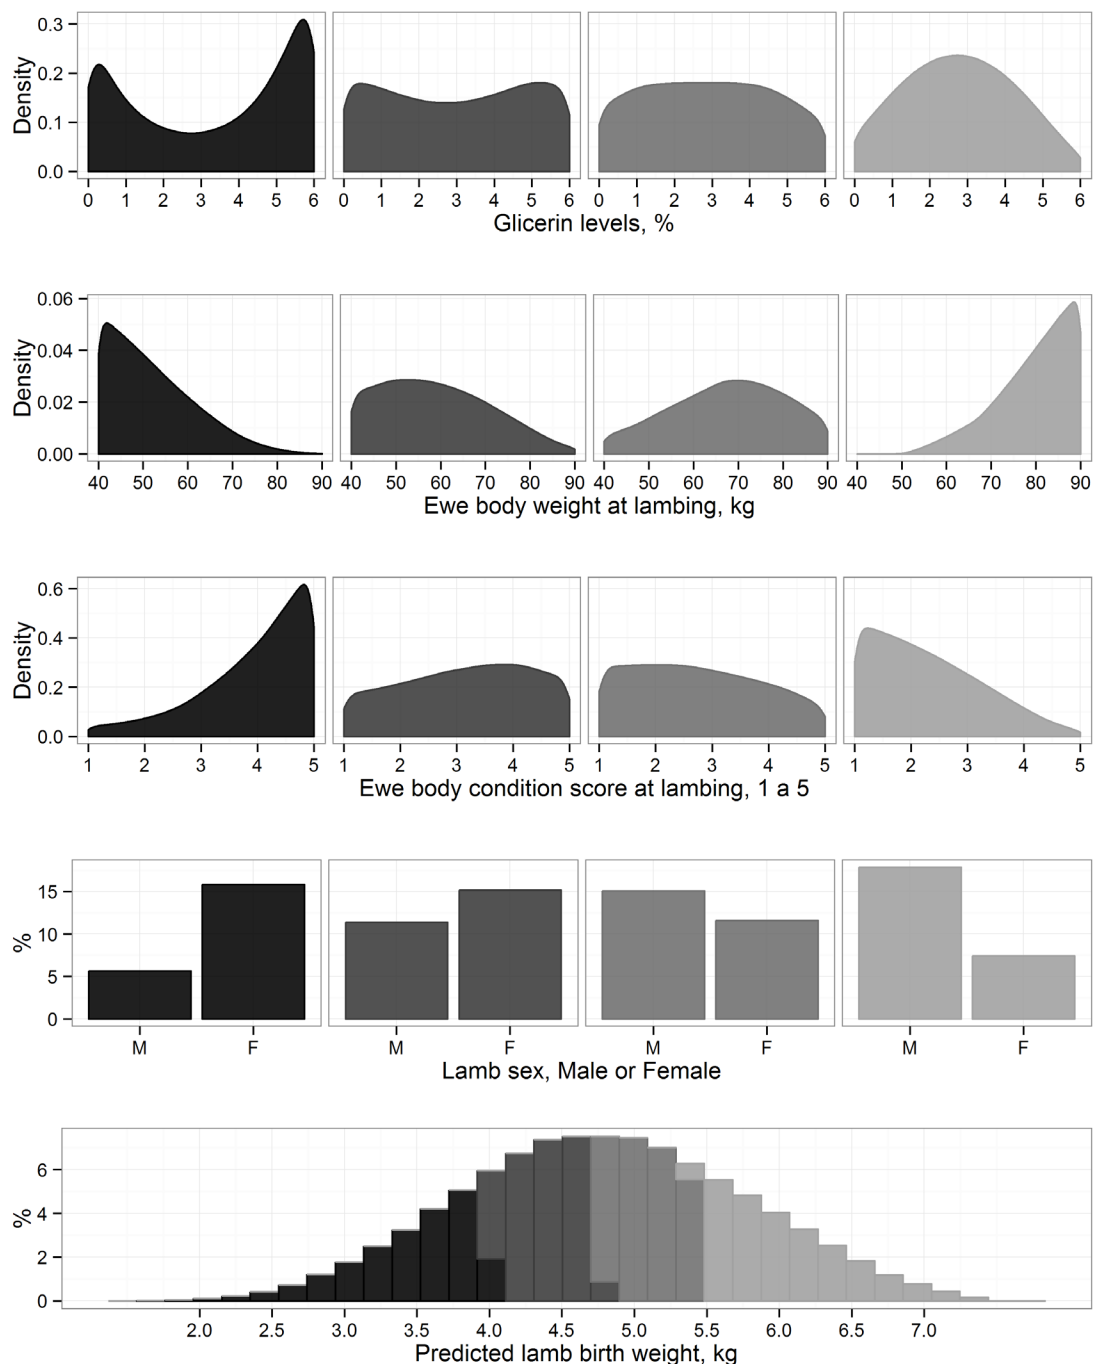 0.3
0.2
0.1
0.0
Density
0 1 2 3 4 5 6 0 1 2 3 4 5 6 0 1 2 3 4 5 6 0 1 2 3 4 5 6
Glicerin levels, %
0.06
0.04
0.02
0.00
Density
40 50 60 70 80 90 40 50 60 70 80 90 40 50 60 70 80 90 40 50 60 70 80 90
Ewe body weight at lambing, kg
0.6
0.4
0.2
0.0
Density
1 2 3 4 5 1 2 3 4 5 1 2 3 4 5 1 2 3 4 5
Ewe body condition score at lambing, 1 a 5
15
10
5
0
%
M F M F M F M F
Lamb sex, Male or Female
6
4
2
0
%
2.0 2.5 3.0 3.5 4.0 4.5 5.0 5.5 6.0 6.5 7.0
Predicted lamb birth weight, kg